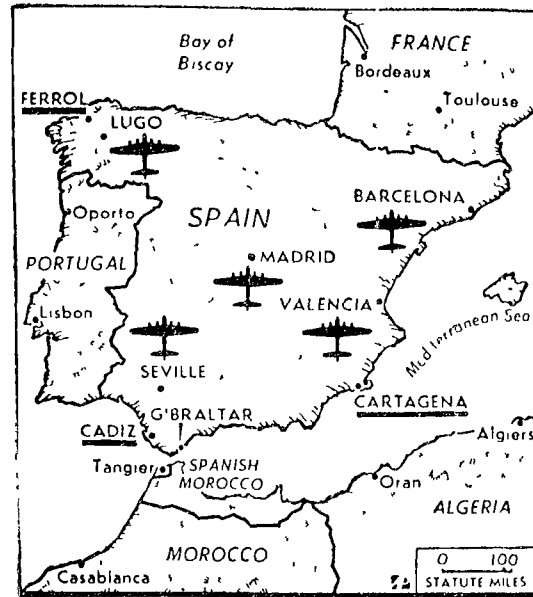 Bay of
Biscay
FRANCE
Bordeaux
Toulouse
FERROL
LUGO
BARCELONA
Oporto
SPAIN
MADRID
PORTUGAL
VALENCIA
Lisbon
Mediterranean Sea
SEVILLE
CARTAGENA
G'BRALTAR
CADIZ
Algiers
Tangier
SPANISH
MOROCCO
Oran
ALGERIA
MOROCCO
0 100
Casablanca
STATUTE MILES